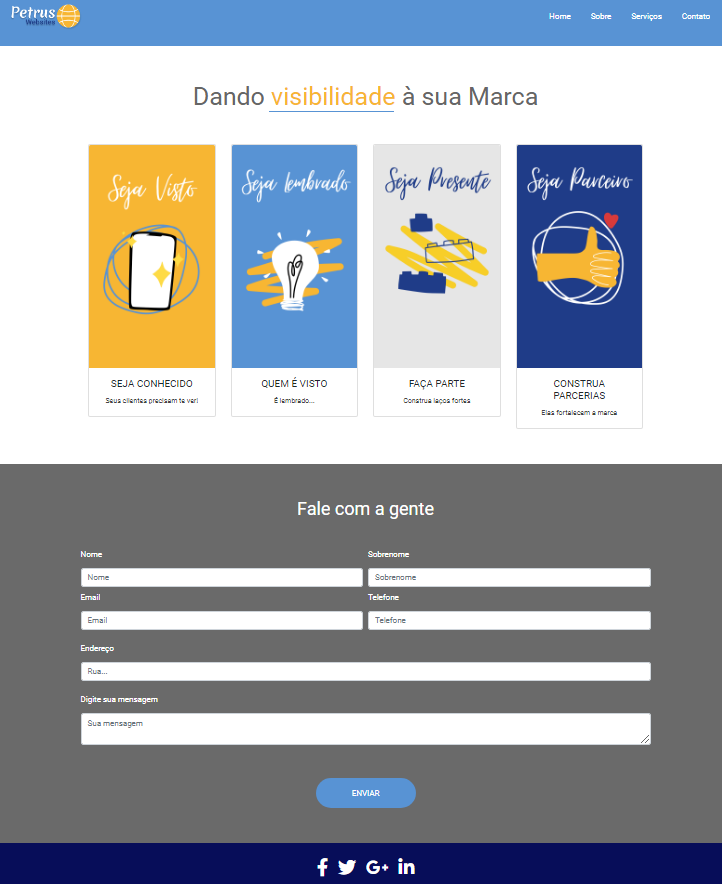 Petrus
Websites
Home Sobre Serviços Contato
Dando visibilidade à sua Marca
Seja Visto
Seja lembrado
Seja Presente
Seja Parceiro
SEJA CONHECIDO
Seus clientes precisam te ver!
QUEM É VISTO
É lembrado...
FAÇA PARTE
Construa laços fortes
CONSTRUA
PARCERIAS
Elas fortalecem a marca
Fale com a gente
Nome Sobrenome
Nome Sobrenome
Email Telefone
Email Telefone
Endereço
Rua...
Digite sua mensagem
Sua mensagem
ENVIAR